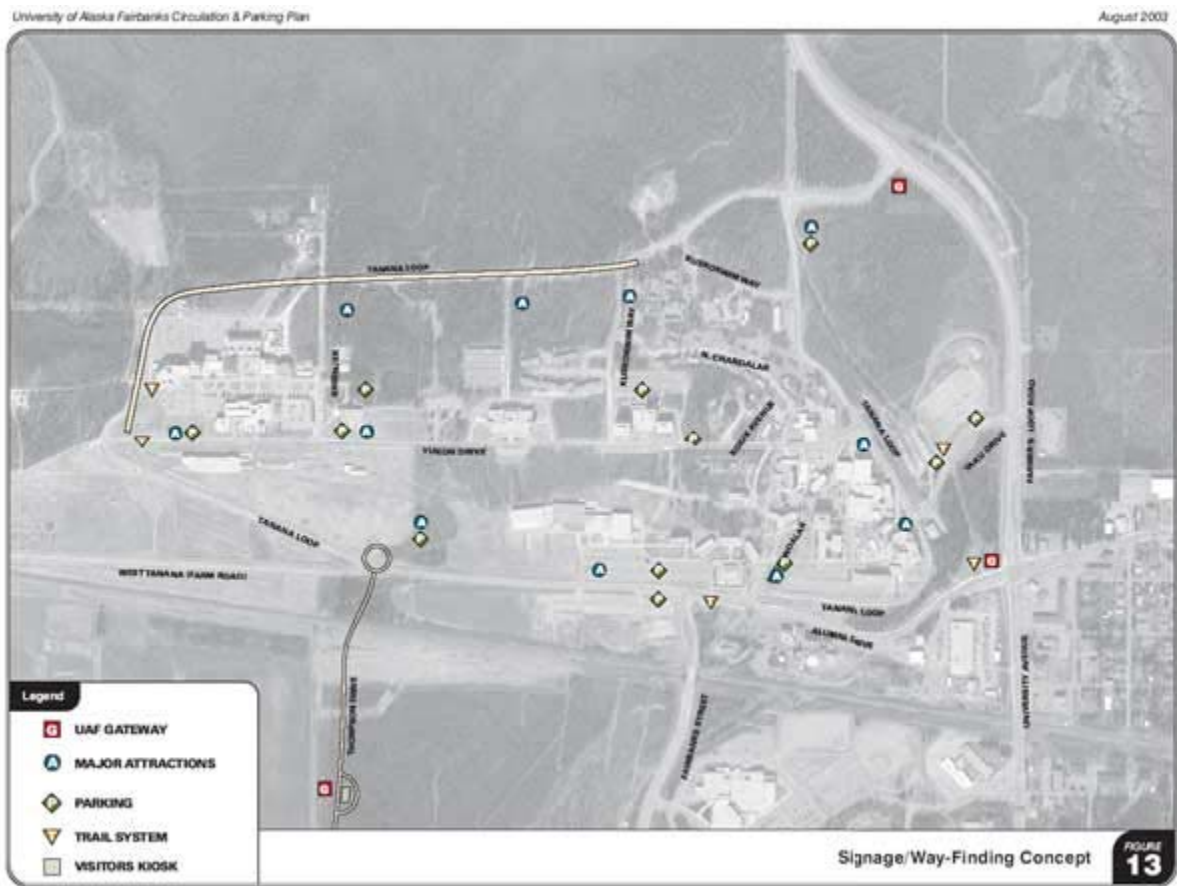 University of Alaska Fairbanks Circulation & Parking Plan
August 2003
G
A
P
TANANA LOOP
KUSKOKWIM WAY
A
A
A
KUSKOKWIM WAY
N. CHANDALAR
T
P
P
TANANA LOOP
P
FARMER'S LOOP ROAD
A
P
P
A
P
A
T
P
TAKU DRIVE
T
YUKON DRIVE
TANANA LOOP
A
P
A
WEST TANANA (FARM ROAD)
A
P
P
A
T
G
P
T
TANANA LOOP
ALUMNI DRIVE
THOMPSON DRIVE
UNIVERSITY AVENUE
FAIRBANKS STREET
G
Legend
G UAF GATEWAY
A MAJOR ATTRACTIONS
P PARKING
T TRAIL SYSTEM
VISITORS KIOSK
Signage/Way-Finding Concept
FIGURE
13